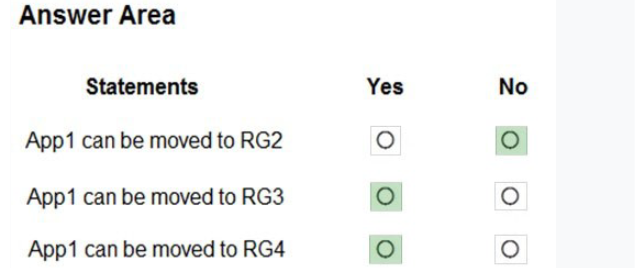 Answer Area
Statements Yes No
App1 can be moved to RG2
App1 can be moved to RG3
App1 can be moved to RG4